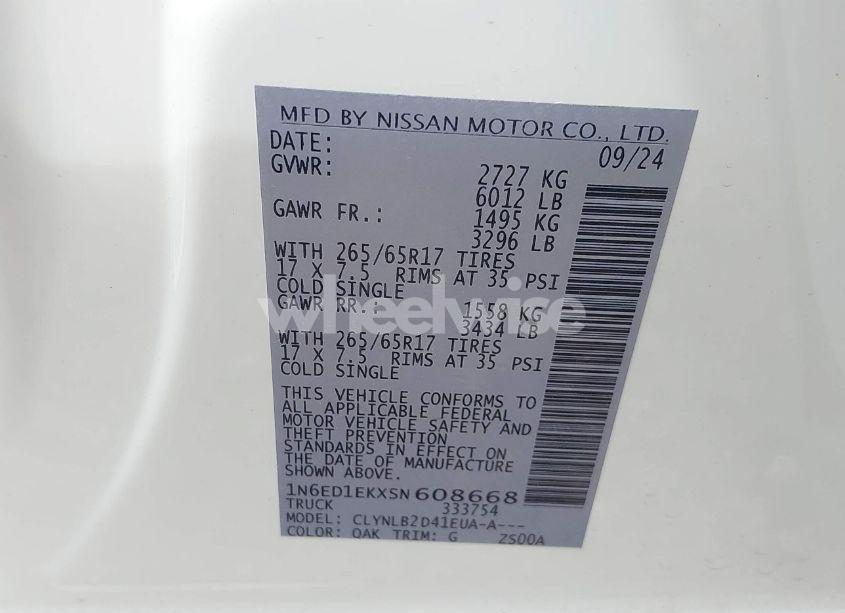 MFD BY NISSAN MOTOR CO., LTD.
DATE: 09/24
GVWR: 2727 KG
6012 LB
GAWR FR.: 1495 KG
3296 LB
WITH 265/65R17 TIRES
17 X 7.5 RIMS AT 35 PSI
COLD SINGLE
GAWR RR.: 1558 KG
3434 LB
WITH 265/65R17 TIRES
17 X 7.5 RIMS AT 35 PSI
COLD SINGLE
THIS VEHICLE CONFORMS TO
ALL APPLICABLE FEDERAL
MOTOR VEHICLE SAFETY AND
THEFT PREVENTION
STANDARDS IN EFFECT ON
THE DATE OF MANUFACTURE
SHOWN ABOVE.
1N6ED1EKXSN608668
TRUCK 333754
MODEL: CLYNLB2D41EUA-A---
COLOR: QAK TRIM: G ZS00A
wheelvise